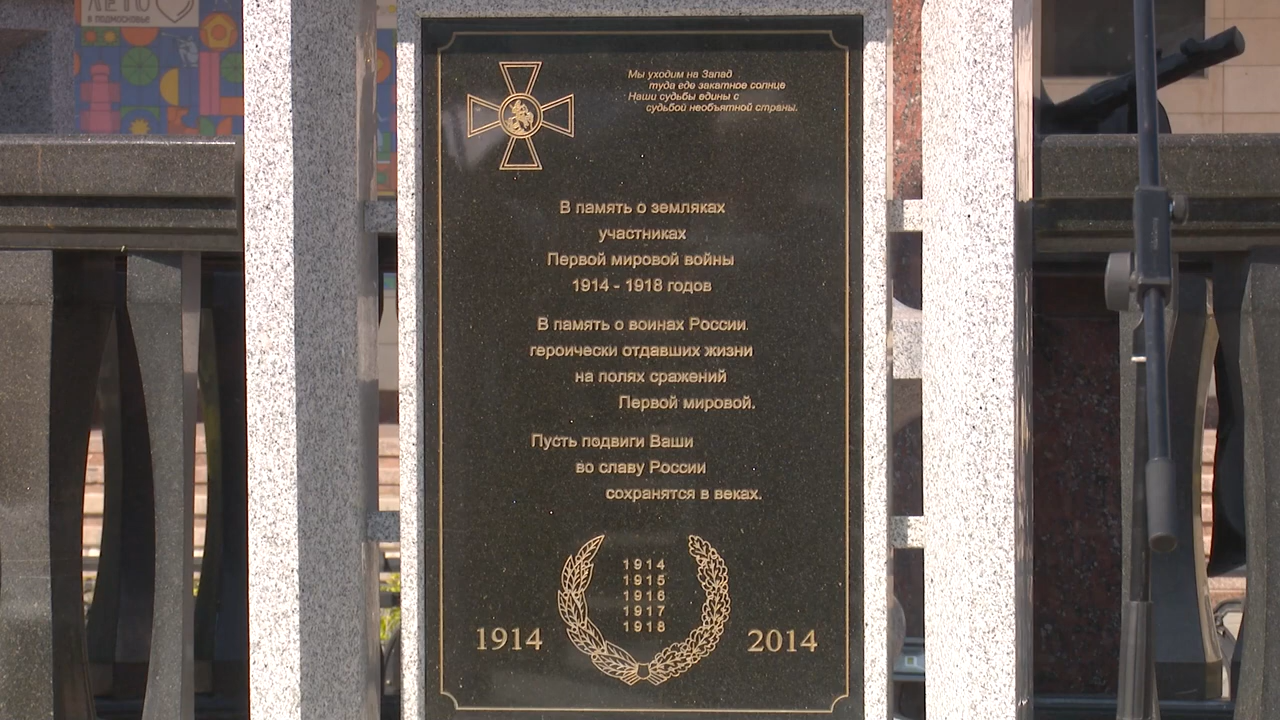 ЛЕТО
В ПОДМОСКОВЬЕ
Мы уходим на Запад
туда где закатное солнце
Наши судьбы едины с
судьбой необъятной страны.
В память о земляках
участниках
Первой мировой войны
1914 - 1918 годов
В память о воинах России
героически отдавших жизни
на полях сражений
Первой мировой.
Пусть подвиги Ваши
во славу России
сохранятся в веках.
1914
1915
1916
1917
1918
1914
2014